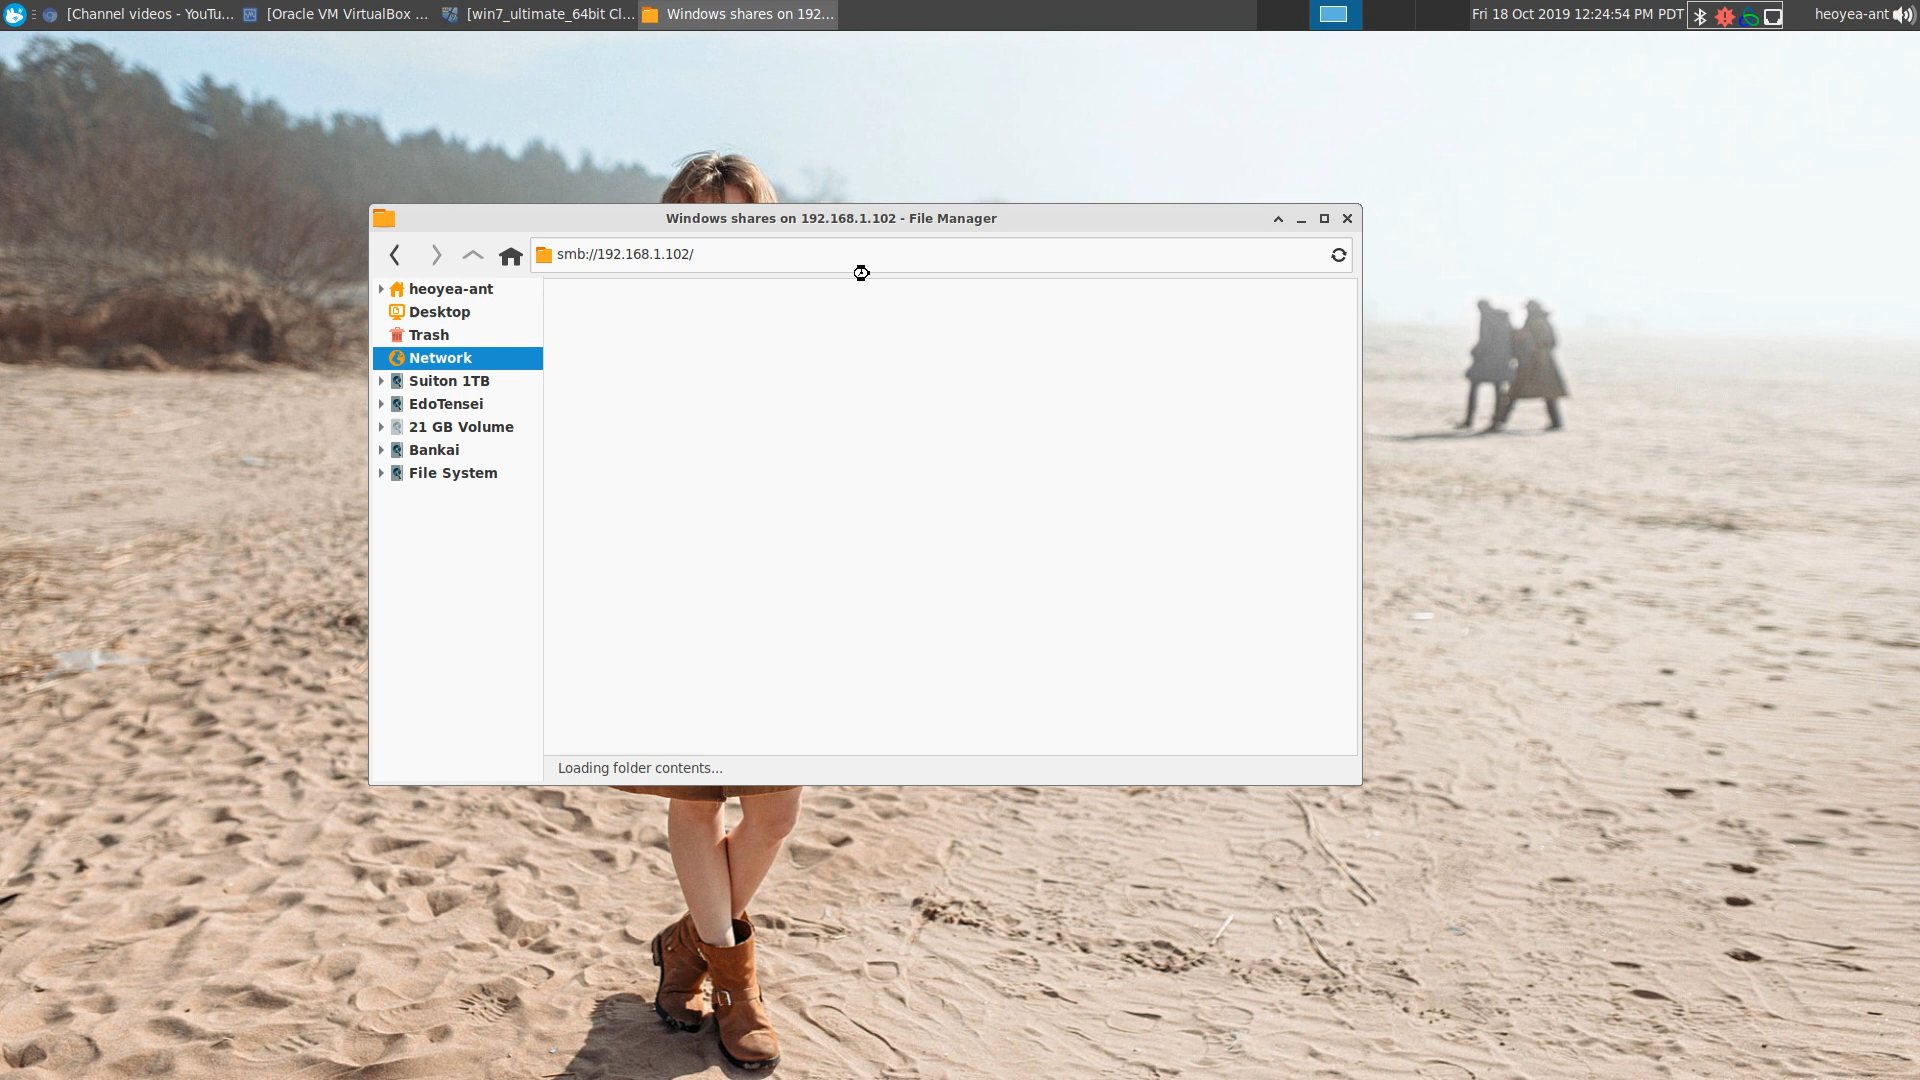 [Channel videos - YouTu...
[Oracle VM VirtualBox ...
[win7_ultimate_64bit Cl...
Windows shares on 192...
Fri 18 Oct 2019 12:24:54 PM PDT
heoyea-ant
Windows shares on 192.168.1.102 - File Manager
smb://192.168.1.102/
heoyea-ant
Desktop
Trash
Network
Suiton 1TB
EdoTensei
21 GB Volume
Bankai
File System
Loading folder contents...